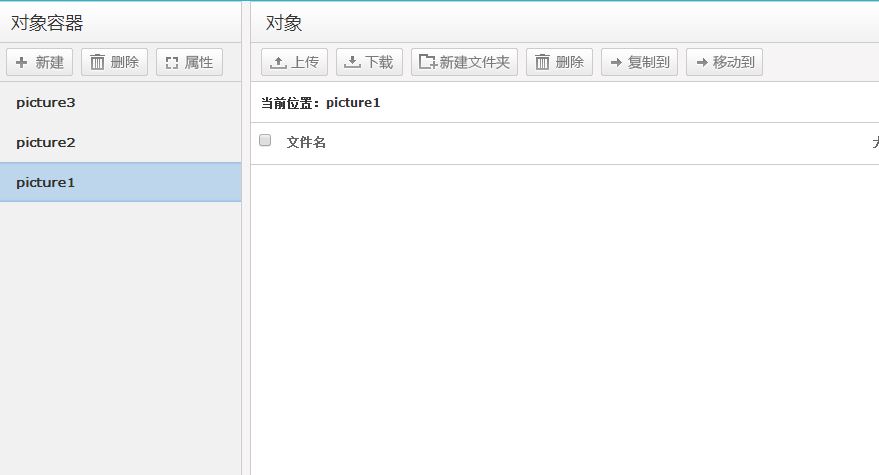 对象容器
新建 删除 属性
picture3
picture2
picture1
对象
上传 下载 新建文件夹 删除 复制到 移动到
当前位置：picture1
文件名